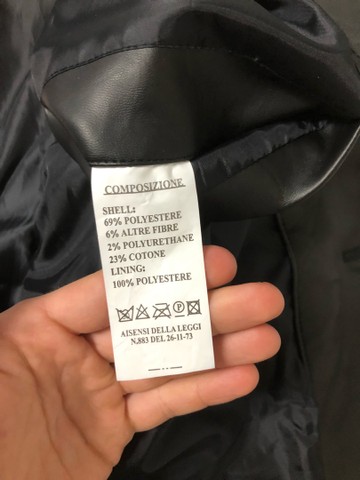 COMPOSIZIONE
SHELL:
69% POLYESTERE
6% ALTRE FIBRE
2% POLYURETHANE
23% COTONE
LINING:
100% POLYESTERE
P
AISENSI DELLA LEGGI
N.883 DEL 26-11-73